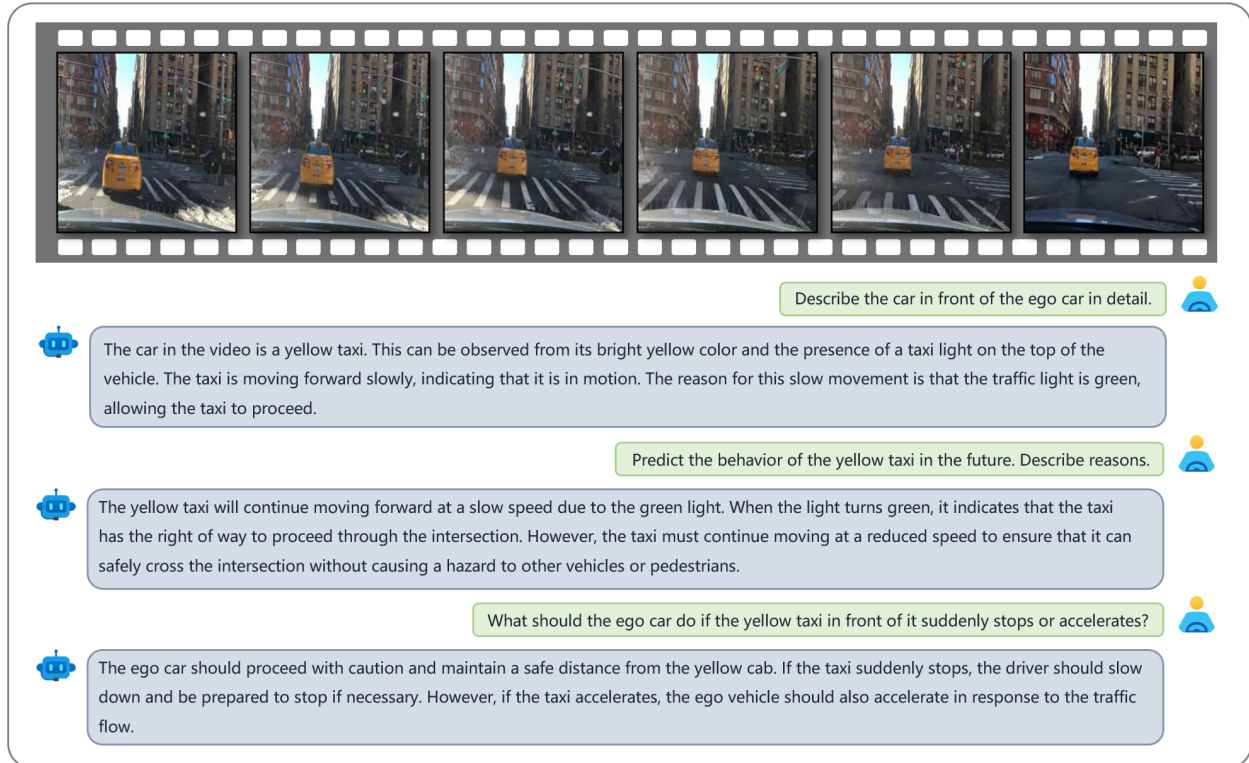 Describe the car in front of the ego car in detail.
The car in the video is a yellow taxi. This can be observed from its bright yellow color and the presence of a taxi light on the top of the
vehicle. The taxi is moving forward slowly, indicating that it is in motion. The reason for this slow movement is that the traffic light is green,
allowing the taxi to proceed.
Predict the behavior of the yellow taxi in the future. Describe reasons.
The yellow taxi will continue moving forward at a slow speed due to the green light. When the light turns green, it indicates that the taxi
has the right of way to proceed through the intersection. However, the taxi must continue moving at a reduced speed to ensure that it can
safely cross the intersection without causing a hazard to other vehicles or pedestrians.
What should the ego car do if the yellow taxi in front of it suddenly stops or accelerates?
The ego car should proceed with caution and maintain a safe distance from the yellow cab. If the taxi suddenly stops, the driver should slow
down and be prepared to stop if necessary. However, if the taxi accelerates, the ego vehicle should also accelerate in response to the traffic
flow.